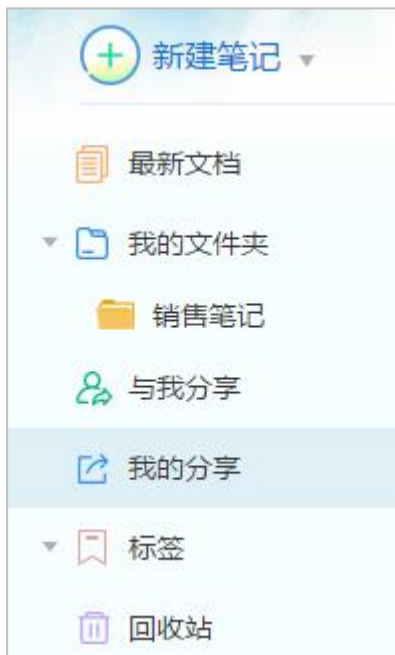 新建笔记
最新文档
我的文件夹
销售笔记
与我分享
我的分享
标签
回收站